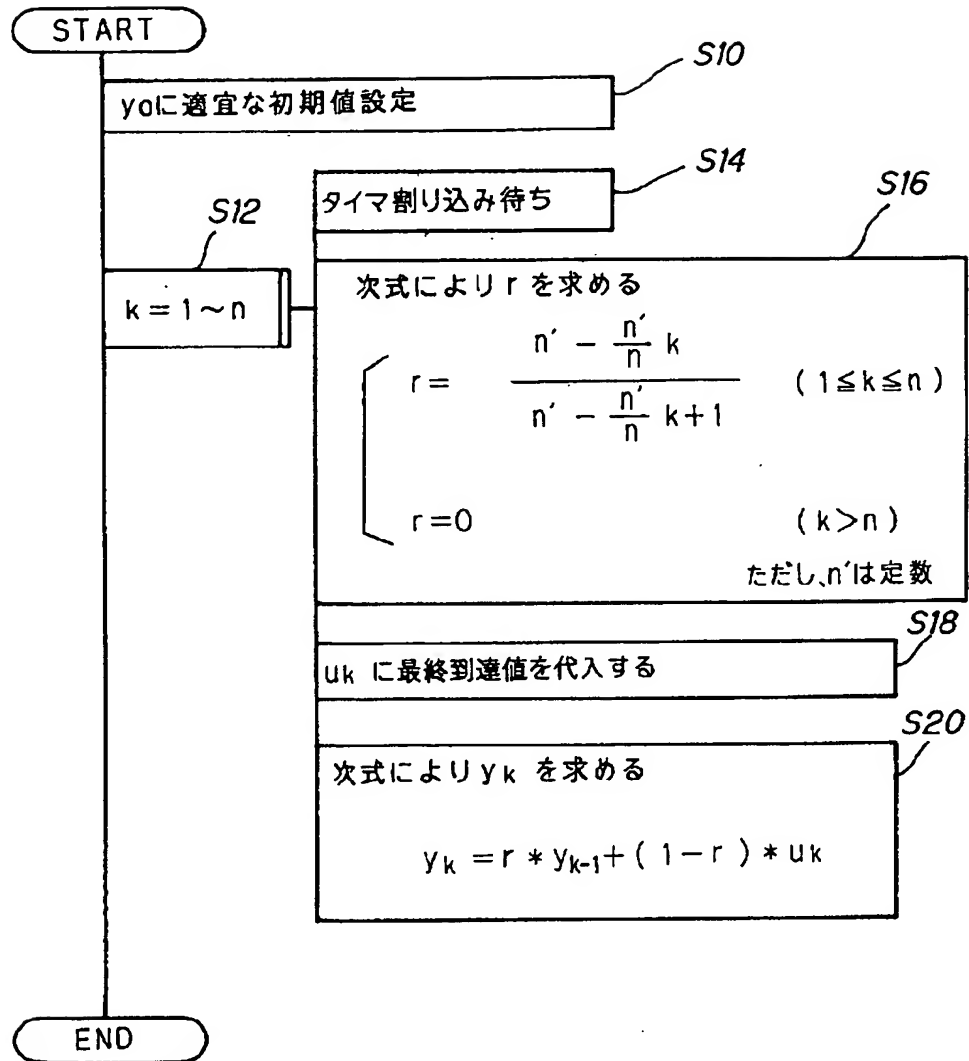 START
S10
y0に適宜な初期値設定
S14
タイマ割り込み待ち
S16
S12
k = 1～n
次式によりrを求める
r = (n′ - (n′/n) k) / (n′ - (n′/n) k+1) (1≦k≦n)
r=0 (k>n)
ただし、n′は定数
S18
uk に最終到達値を代入する
S20
次式によりyk を求める
yk = r * yk-1+ ( 1-r ) * uk
END